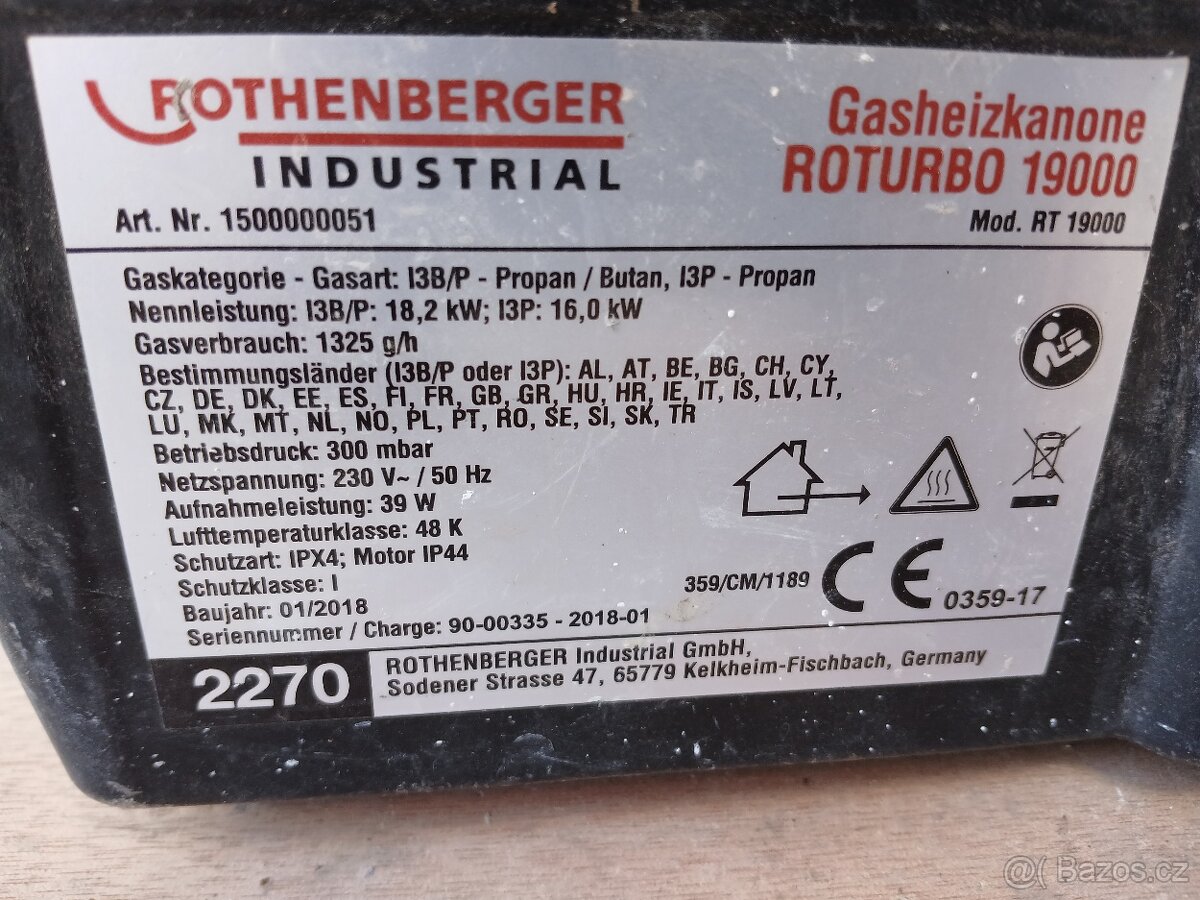 ROTHENBERGER
INDUSTRIAL
Gasheizkanone
ROTURBO 19000
Art. Nr. 1500000051
Mod. RT 19000
Gaskategorie - Gasart: I3B/P - Propan / Butan, I3P - Propan
Nennleistung: I3B/P: 18,2 kW; I3P: 16,0 kW
Gasverbrauch: 1325 g/h
Bestimmungsländer (I3B/P oder I3P): AL, AT, BE, BG, CH, CY,
CZ, DE, DK, EE, ES, FI, FR, GB, GR, HU, HR, IE, IT, IS, LV, LT,
LU, MK, MT, NL, NO, PL, PT, RO, SE, SI, SK, TR
Betriebsdruck: 300 mbar
Netzspannung: 230 V~ / 50 Hz
Aufnahmeleistung: 39 W
Lufttemperaturklasse: 48 K
Schutzart: IPX4; Motor IP44
Schutzklasse: I
Baujahr: 01/2018
Seriennummer / Charge: 90-00335 - 2018-01
359/CM/1189
CE
0359-17
2270
ROTHENBERGER Industrial GmbH,
Sodener Strasse 47, 65779 Kelkheim-Fischbach, Germany
Bazos.cz